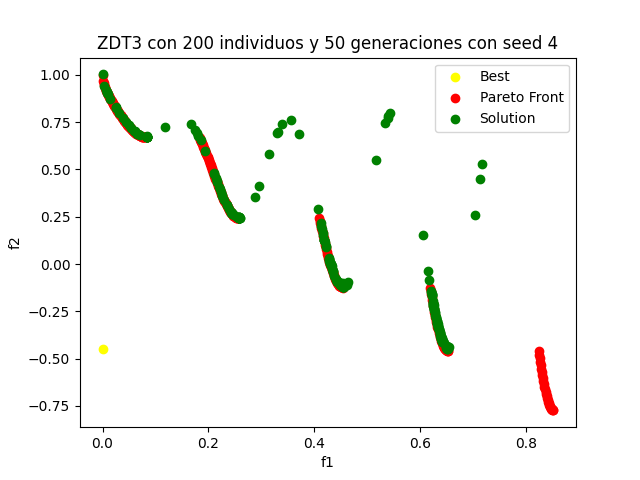 ZDT3 con 200 individuos y 50 generaciones con seed 4
Best
Pareto Front
Solution
1.00
0.75
0.50
0.25
0.00
−0.25
−0.50
−0.75
f2
0.0
0.2
0.4
0.6
0.8
f1